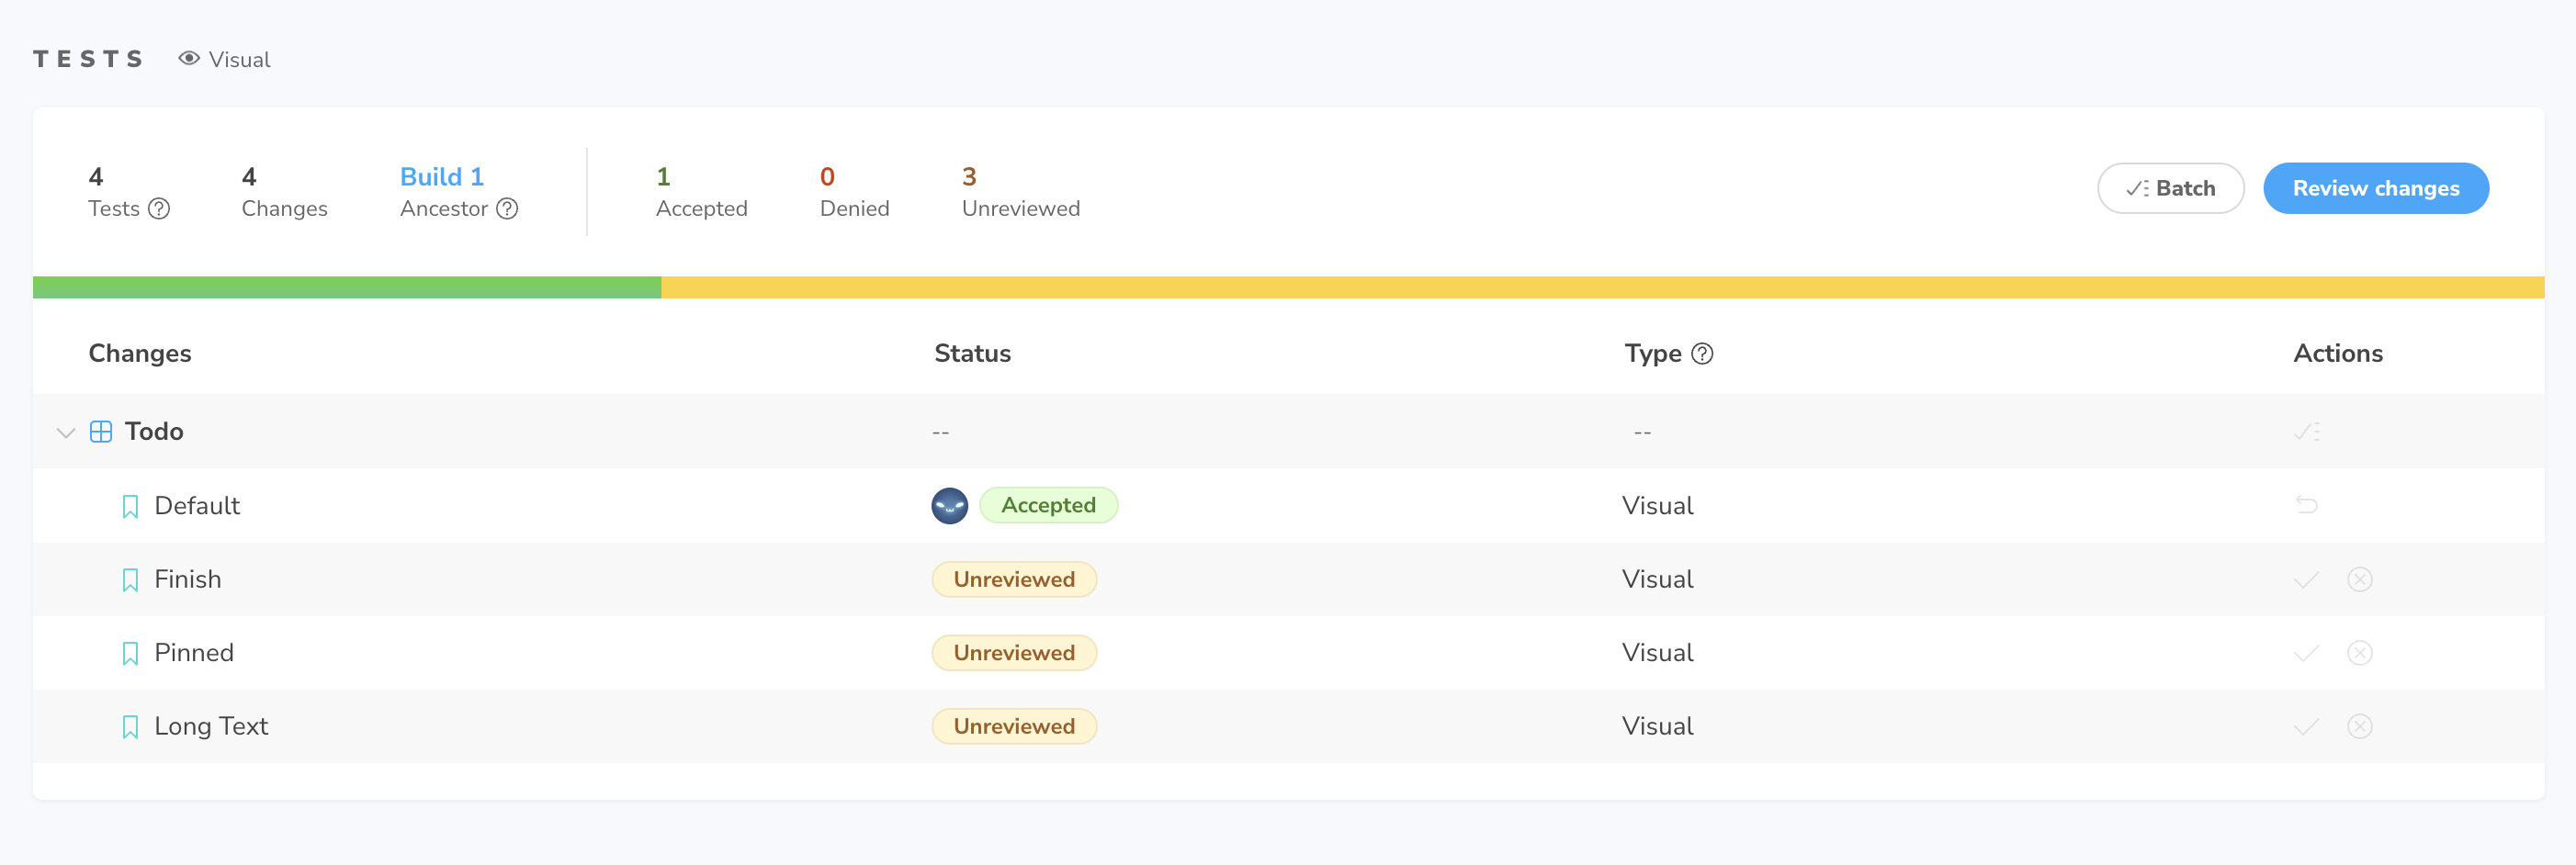 TESTS Visual
4 4 Build 1 1 0 3
Tests Changes Ancestor Accepted Denied Unreviewed Batch Review changes
Changes Status Type Actions
Todo -- --
Default Accepted Visual
Finish Unreviewed Visual
Pinned Unreviewed Visual
Long Text Unreviewed Visual